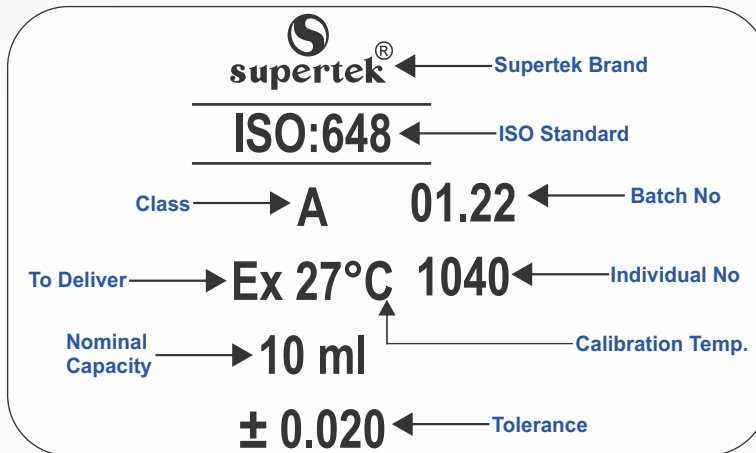 supertek® Supertek Brand
ISO:648 ISO Standard
Class A 01.22 Batch No
To Deliver Ex 27°C 1040 Individual No
Nominal
Capacity 10 ml Calibration Temp.
± 0.020 Tolerance